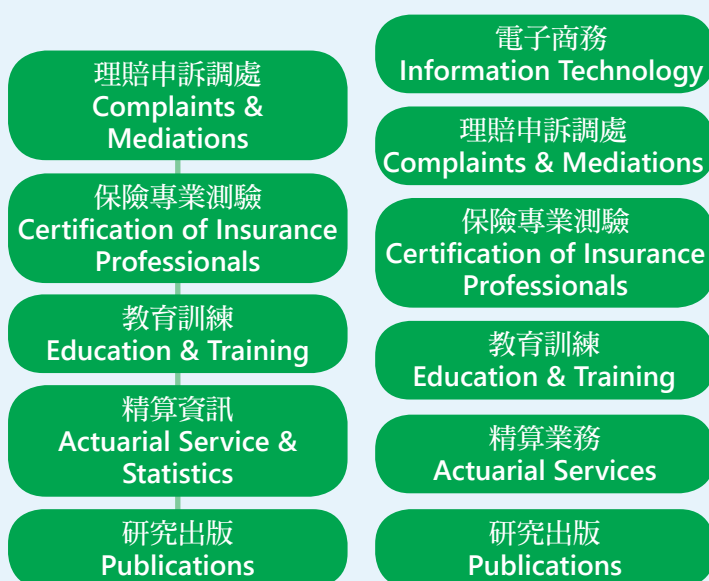 理賠申訴調處
Complaints &
Mediations
保險專業測驗
Certification of Insurance
Professionals
教育訓練
Education & Training
精算資訊
Actuarial Service &
Statistics
研究出版
Publications
電子商務
Information Technology
理賠申訴調處
Complaints & Mediations
保險專業測驗
Certification of Insurance
Professionals
教育訓練
Education & Training
精算業務
Actuarial Services
研究出版
Publications